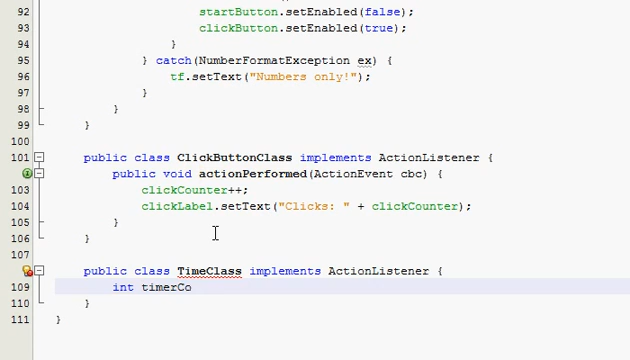 92 startButton.setEnabled(false);
93 clickButton.setEnabled(true);
94 }
95 } catch(NumberFormatException ex) {
96 tf.setText("Numbers only!");
97 }
98 }
99 }
100
101 public class ClickButtonClass implements ActionListener {
public void actionPerformed(ActionEvent cbc) {
103 clickCounter++;
104 clickLabel.setText("Clicks: " + clickCounter);
105 }
106 }
107
public class TimeClass implements ActionListener {
109 int timerCo
110 }
111 }